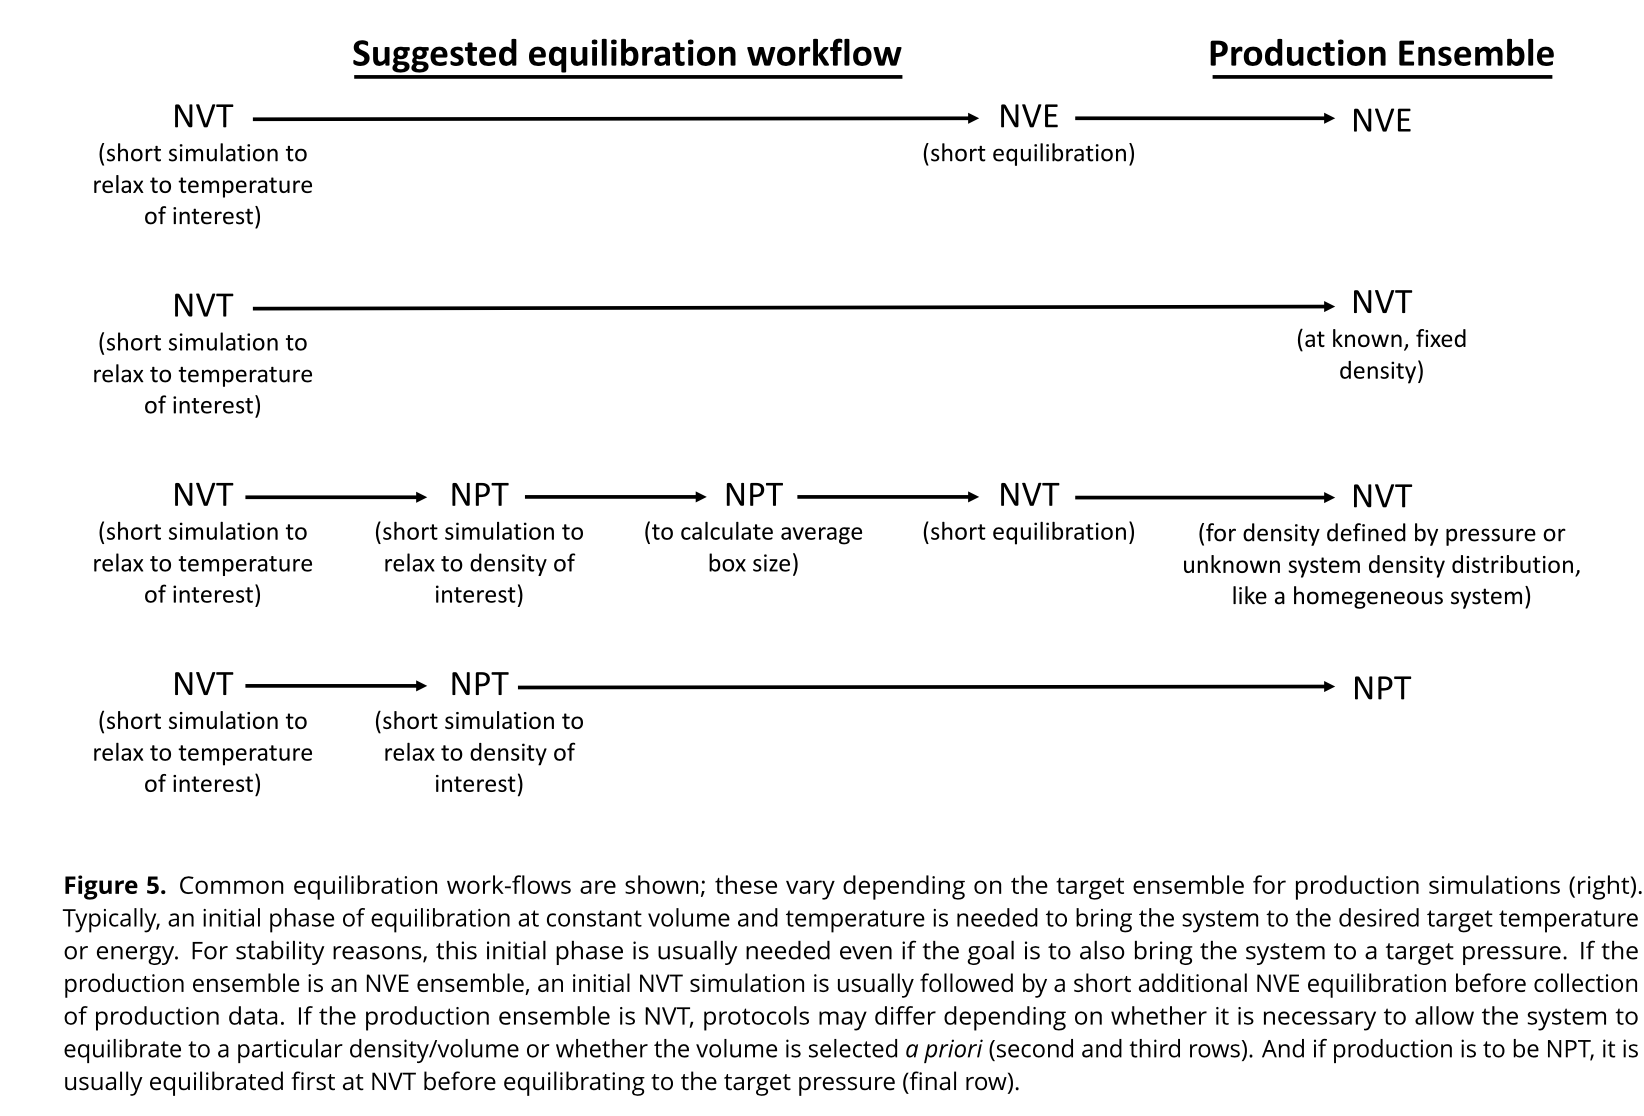 Suggested equilibration workflow
Production Ensemble
NVT
NVE
NVE
(short simulation to
relax to temperature
of interest)
(short equilibration)
NVT
NVT
(short simulation to
relax to temperature
of interest)
(at known, fixed
density)
NVT
NPT
NPT
NVT
NVT
(short simulation to
relax to temperature
of interest)
(short simulation to
relax to density of
interest)
(to calculate average
box size)
(short equilibration)
(for density defined by pressure or
unknown system density distribution,
like a homegeneous system)
NVT
NPT
NPT
(short simulation to
relax to temperature
of interest)
(short simulation to
relax to density of
interest)
Figure 5. Common equilibration work-flows are shown; these vary depending on the target ensemble for production simulations (right).
Typically, an initial phase of equilibration at constant volume and temperature is needed to bring the system to the desired target temperature
or energy. For stability reasons, this initial phase is usually needed even if the goal is to also bring the system to a target pressure. If the
production ensemble is an NVE ensemble, an initial NVT simulation is usually followed by a short additional NVE equilibration before collection
of production data. If the production ensemble is NVT, protocols may differ depending on whether it is necessary to allow the system to
equilibrate to a particular density/volume or whether the volume is selected a priori (second and third rows). And if production is to be NPT, it is
usually equilibrated first at NVT before equilibrating to the target pressure (final row).